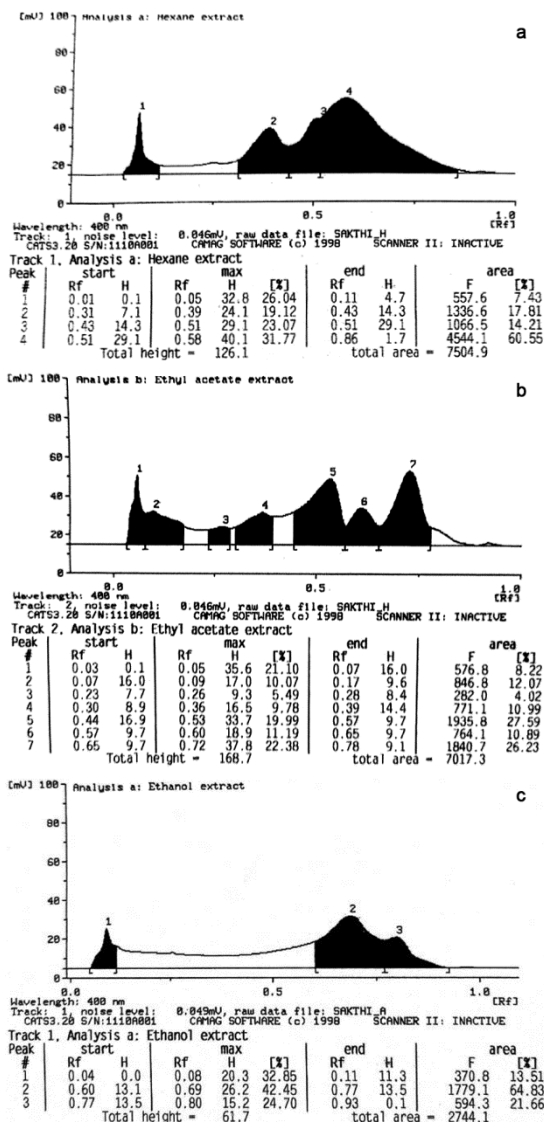 [mV] 100 Analysis a: Hexane extract
a
80
60
40
20
0
1 2 3 4
0.0 0.5 1.0
[Rf]
Wavelength: 400 nm
Track: 1, noise level: 0.046mV, raw data file: SAKTHI_H
CATS3.20 S/N:1110A001 CAMAG SOFTWARE (c) 1998 SCANNER II: INACTIVE
Track 1, Analysis a: Hexane extract
Peak start max end area
# Rf H Rf H [%] Rf H F [%]
1 0.01 0.1 0.05 32.8 26.04 0.11 4.7 557.6 7.43
2 0.31 7.1 0.39 24.1 19.12 0.43 14.3 1336.6 17.81
3 0.43 14.3 0.51 29.1 23.07 0.51 29.1 1066.5 14.21
4 0.51 29.1 0.58 40.1 31.77 0.86 1.7 4544.1 60.55
Total height = 126.1 total area = 7504.9
[mV] 100 Analysis b: Ethyl acetate extract
b
80
60
40
20
0
1 2 3 4 5 6 7
0.0 0.5 1.0
[Rf]
Wavelength: 400 nm
Track: 2, noise level: 0.046mV, raw data file: SAKTHI_H
CATS3.20 S/N:1110A001 CAMAG SOFTWARE (c) 1998 SCANNER II: INACTIVE
Track 2, Analysis b: Ethyl acetate extract
Peak start max end area
# Rf H Rf H [%] Rf H F [%]
1 0.03 0.1 0.05 35.6 21.10 0.07 16.0 576.8 8.22
2 0.07 16.0 0.09 17.0 10.07 0.17 9.6 846.8 12.07
3 0.23 7.7 0.26 9.3 5.49 0.28 8.4 282.0 4.02
4 0.30 8.9 0.36 16.5 9.78 0.39 14.4 771.1 10.99
5 0.44 16.9 0.53 33.7 19.99 0.57 9.7 1935.8 27.59
6 0.57 9.7 0.60 18.9 11.19 0.65 9.7 764.1 10.89
7 0.65 9.7 0.72 37.8 22.38 0.78 9.1 1840.7 26.23
Total height = 168.7 total area = 7017.3
[mV] 100 Analysis a: Ethanol extract
c
80
60
40
20
0
1 2 3
0.0 0.5 1.0
[Rf]
Wavelength: 400 nm
Track: 1, noise level: 0.049mV, raw data file: SAKTHI_A
CATS3.20 S/N:1110A001 CAMAG SOFTWARE (c) 1998 SCANNER II: INACTIVE
Track 1, Analysis a: Ethanol extract
Peak start max end area
# Rf H Rf H [%] Rf H F [%]
1 0.04 0.0 0.08 20.3 32.85 0.11 11.3 370.8 13.51
2 0.60 13.1 0.69 26.2 42.45 0.77 13.5 1779.1 64.83
3 0.77 13.5 0.80 15.2 24.70 0.93 0.1 594.3 21.66
Total height = 61.7 total area = 2744.1